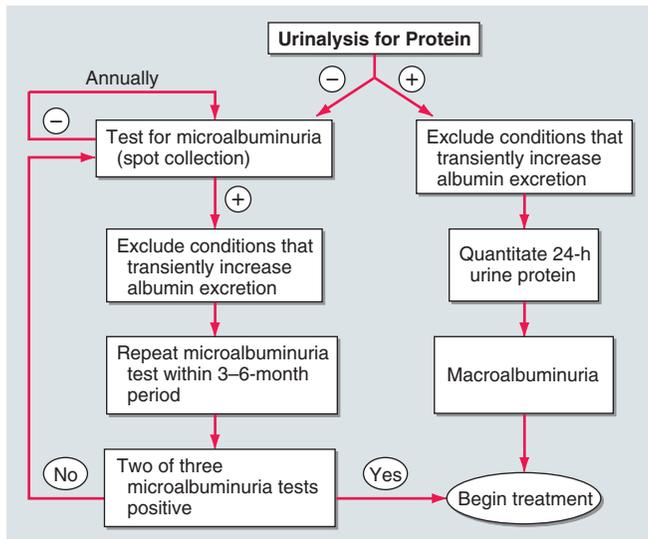 Urinalysis for Protein
−
+
Annually
−
Test for microalbuminuria
(spot collection)
Exclude conditions that
transiently increase
albumin excretion
+
Exclude conditions that
transiently increase
albumin excretion
Quantitate 24-h
urine protein
Repeat microalbuminuria
test within 3–6-month
period
Macroalbuminuria
No
Two of three
microalbuminuria tests
positive
Yes
Begin treatment